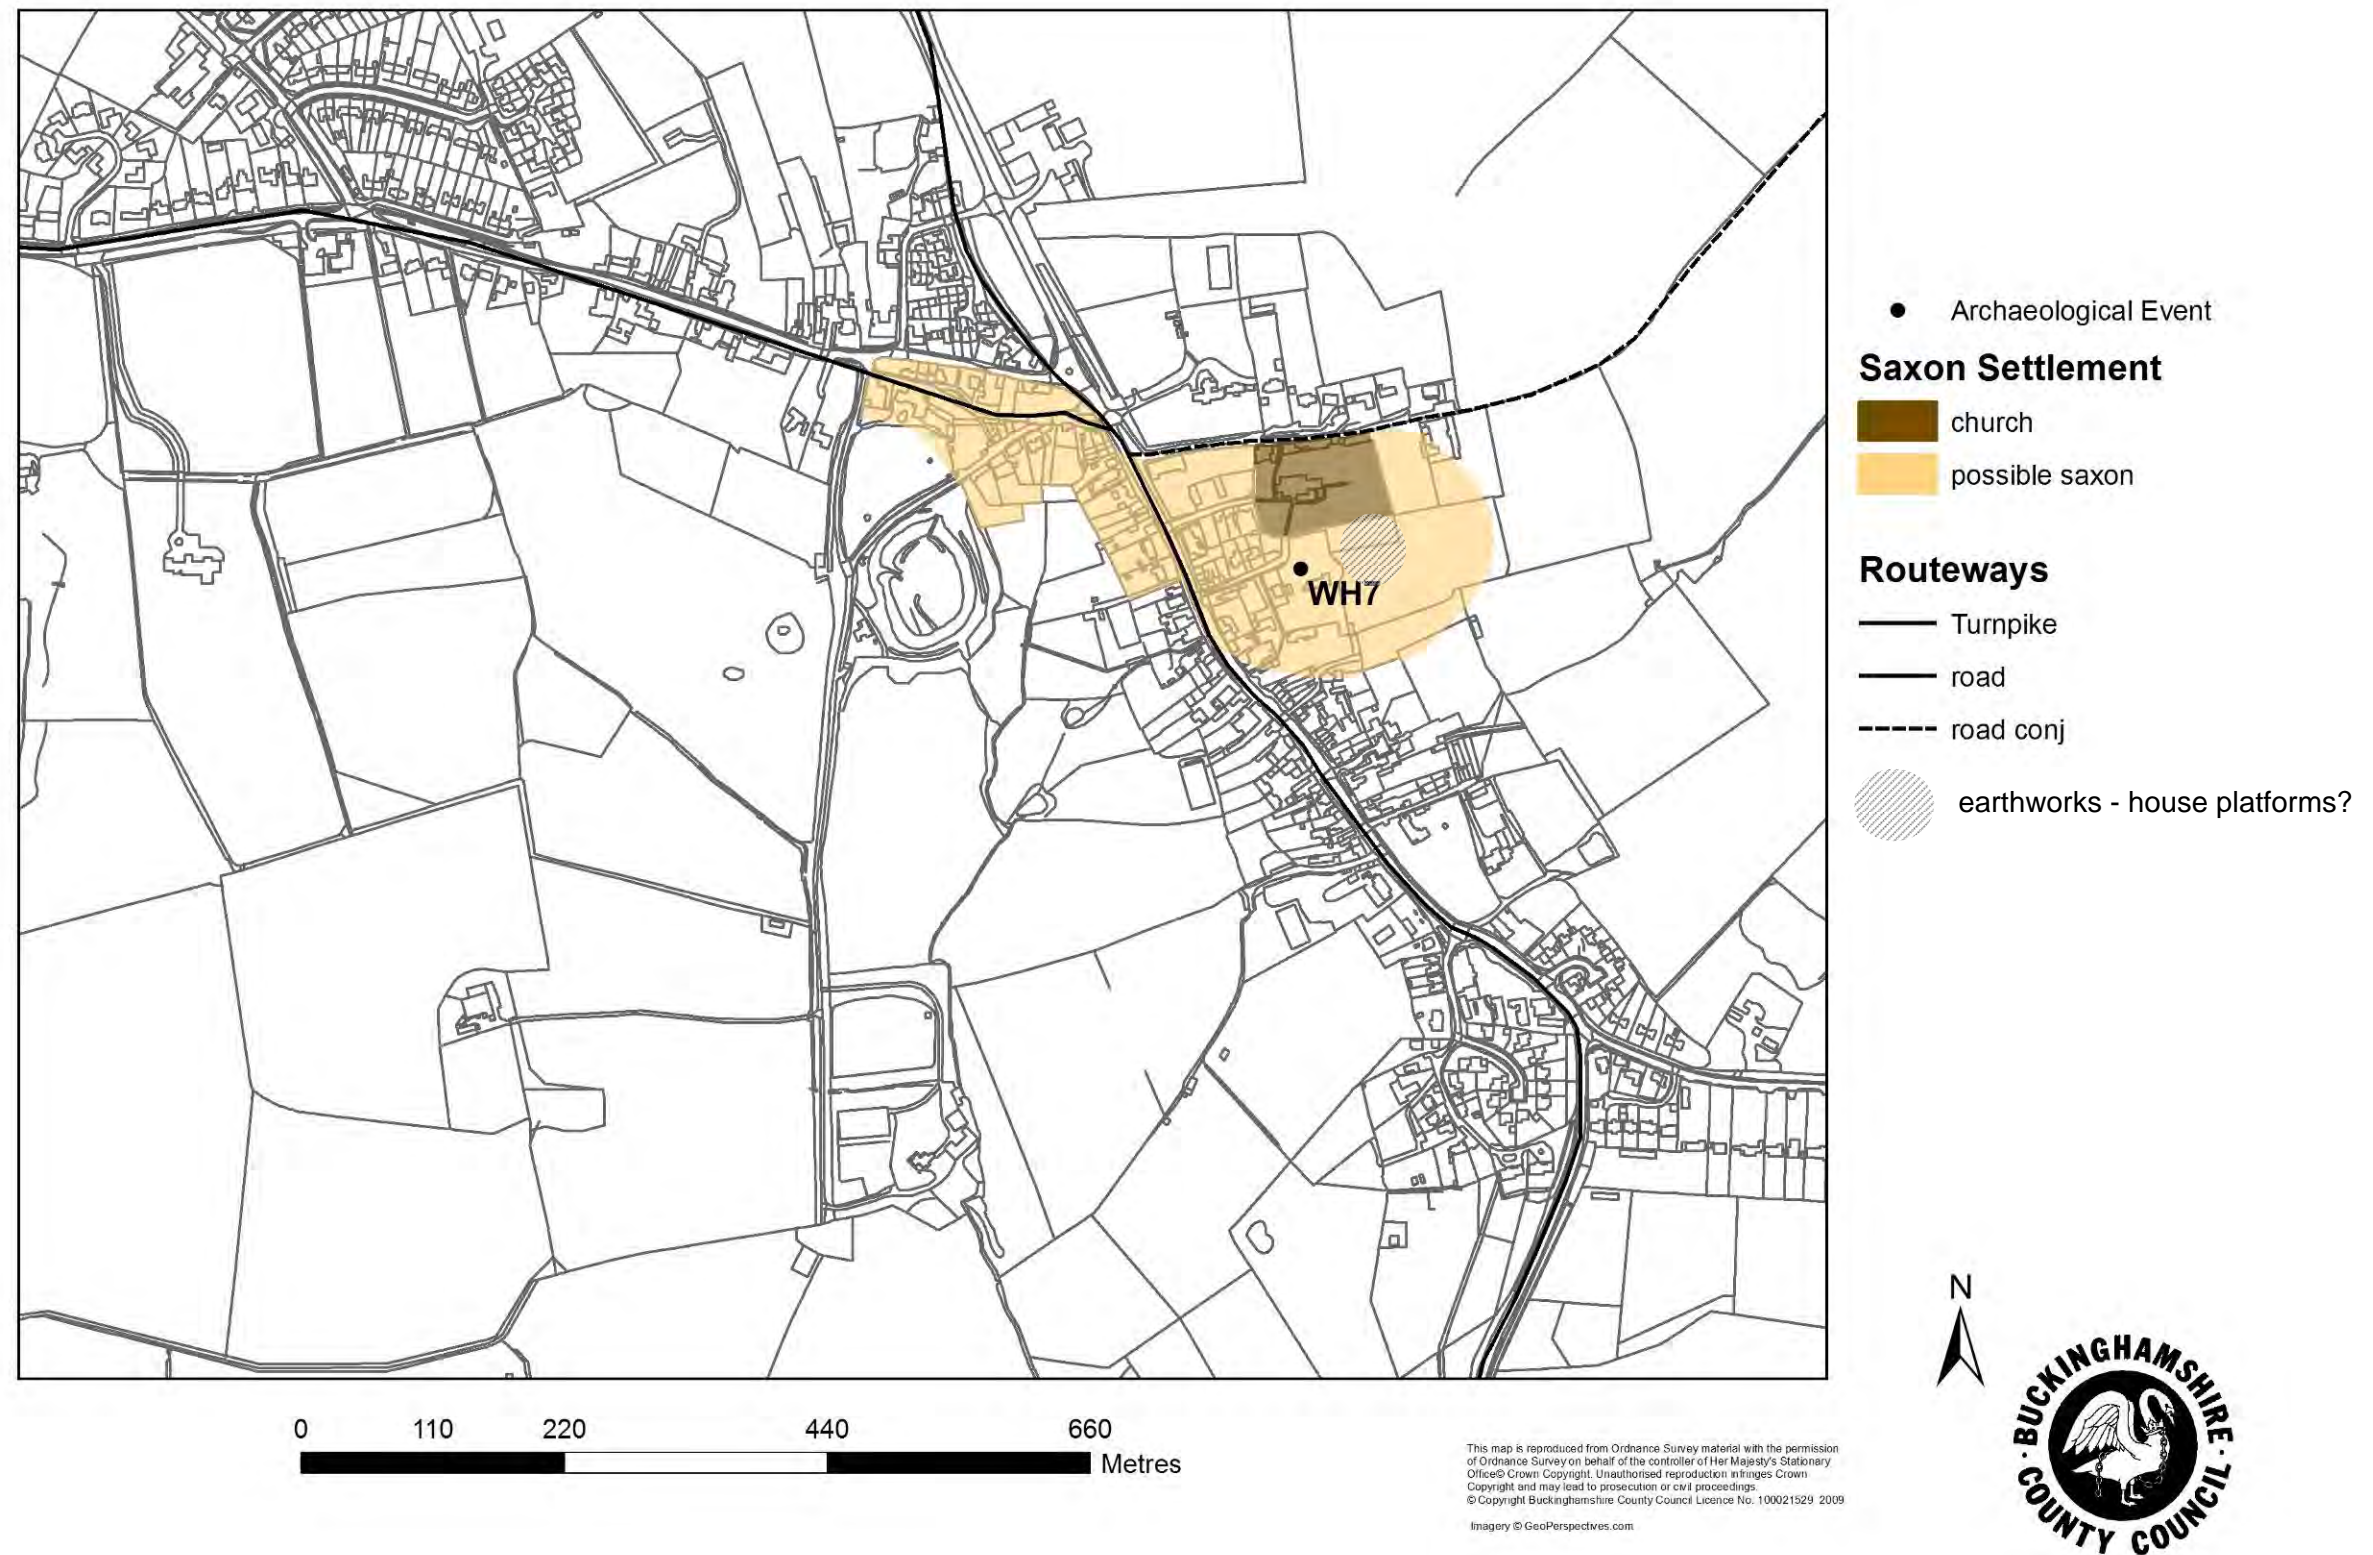 WH7
Archaeological Event
Saxon Settlement
church
possible saxon
Routeways
Turnpike
road
road conj
earthworks - house platforms?
N
0 110 220 440 660
Metres
This map is reproduced from Ordnance Survey material with the permission
of Ordnance Survey on behalf of the controller of Her Majesty's Stationary
Office© Crown Copyright. Unauthorised reproduction infringes Crown
Copyright and may lead to prosecution or civil proceedings.
© Copyright Buckinghamshire County Council Licence No. 100021529 2009
Imagery © GeoPerspectives.com
BUCKINGHAMSHIRE
· COUNTY COUNCIL ·